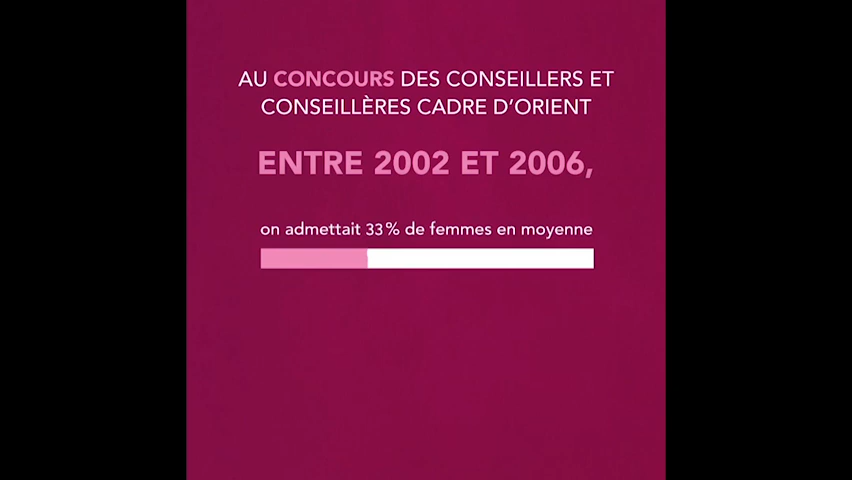 AU CONCOURS DES CONSEILLERS ET
CONSEILLÈRES CADRE D’ORIENT
ENTRE 2002 ET 2006,
on admettait 33% de femmes en moyenne